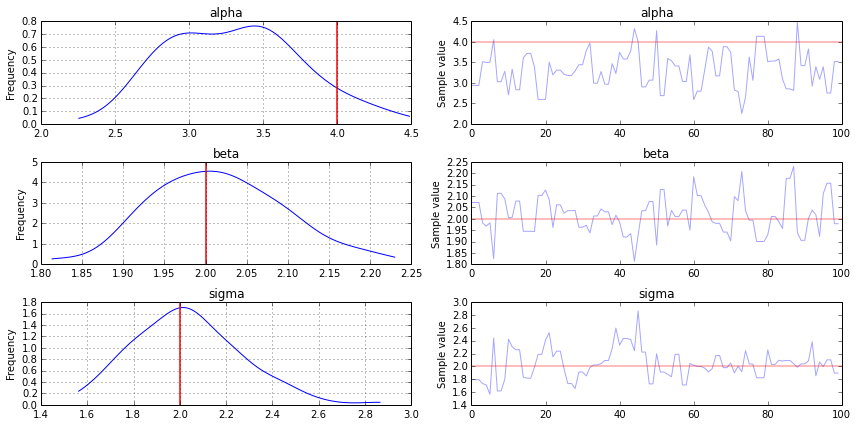 alpha
Frequency
0.8
0.7
0.6
0.5
0.4
0.3
0.2
0.1
0.0
2.0 2.5 3.0 3.5 4.0 4.5
alpha
Sample value
4.5
4.0
3.5
3.0
2.5
2.0
0 20 40 60 80 100
beta
Frequency
5
4
3
2
1
0
1.80 1.85 1.90 1.95 2.00 2.05 2.10 2.15 2.20 2.25
beta
Sample value
2.25
2.20
2.15
2.10
2.05
2.00
1.95
1.90
1.85
1.80
0 20 40 60 80 100
sigma
Frequency
1.8
1.6
1.4
1.2
1.0
0.8
0.6
0.4
0.2
0.0
1.4 1.6 1.8 2.0 2.2 2.4 2.6 2.8 3.0
sigma
Sample value
3.0
2.8
2.6
2.4
2.2
2.0
1.8
1.6
1.4
0 20 40 60 80 100